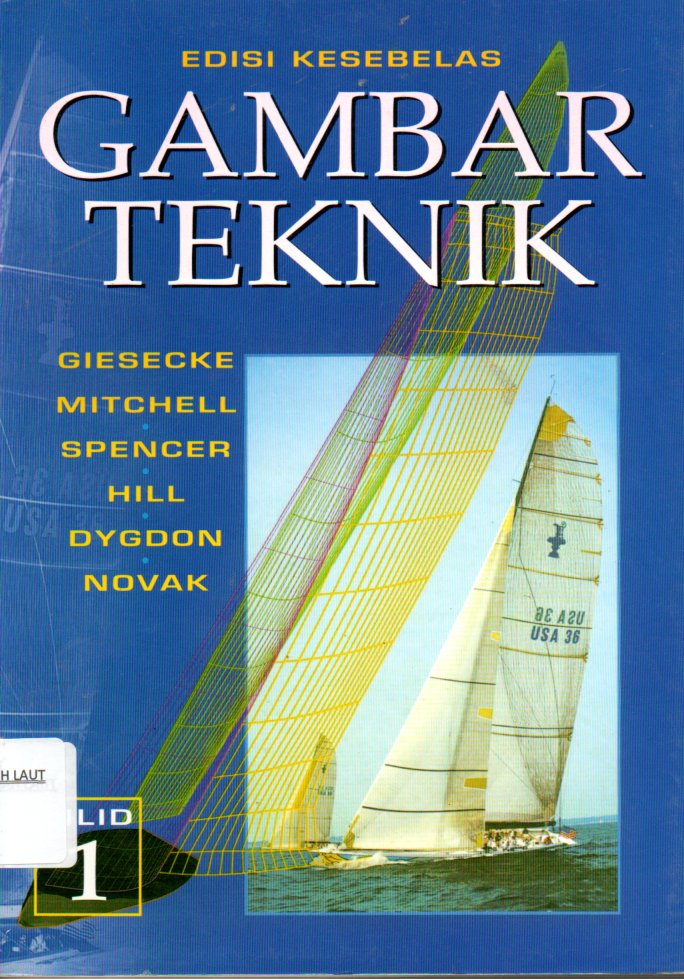 EDISI KESEBELAS
GAMBAR
TEKNIK
GIESECKE
MITCHELL
SPENCER
HILL
DYGDON
NOVAK
USA 36
USA 36
H LAUT
LID
1